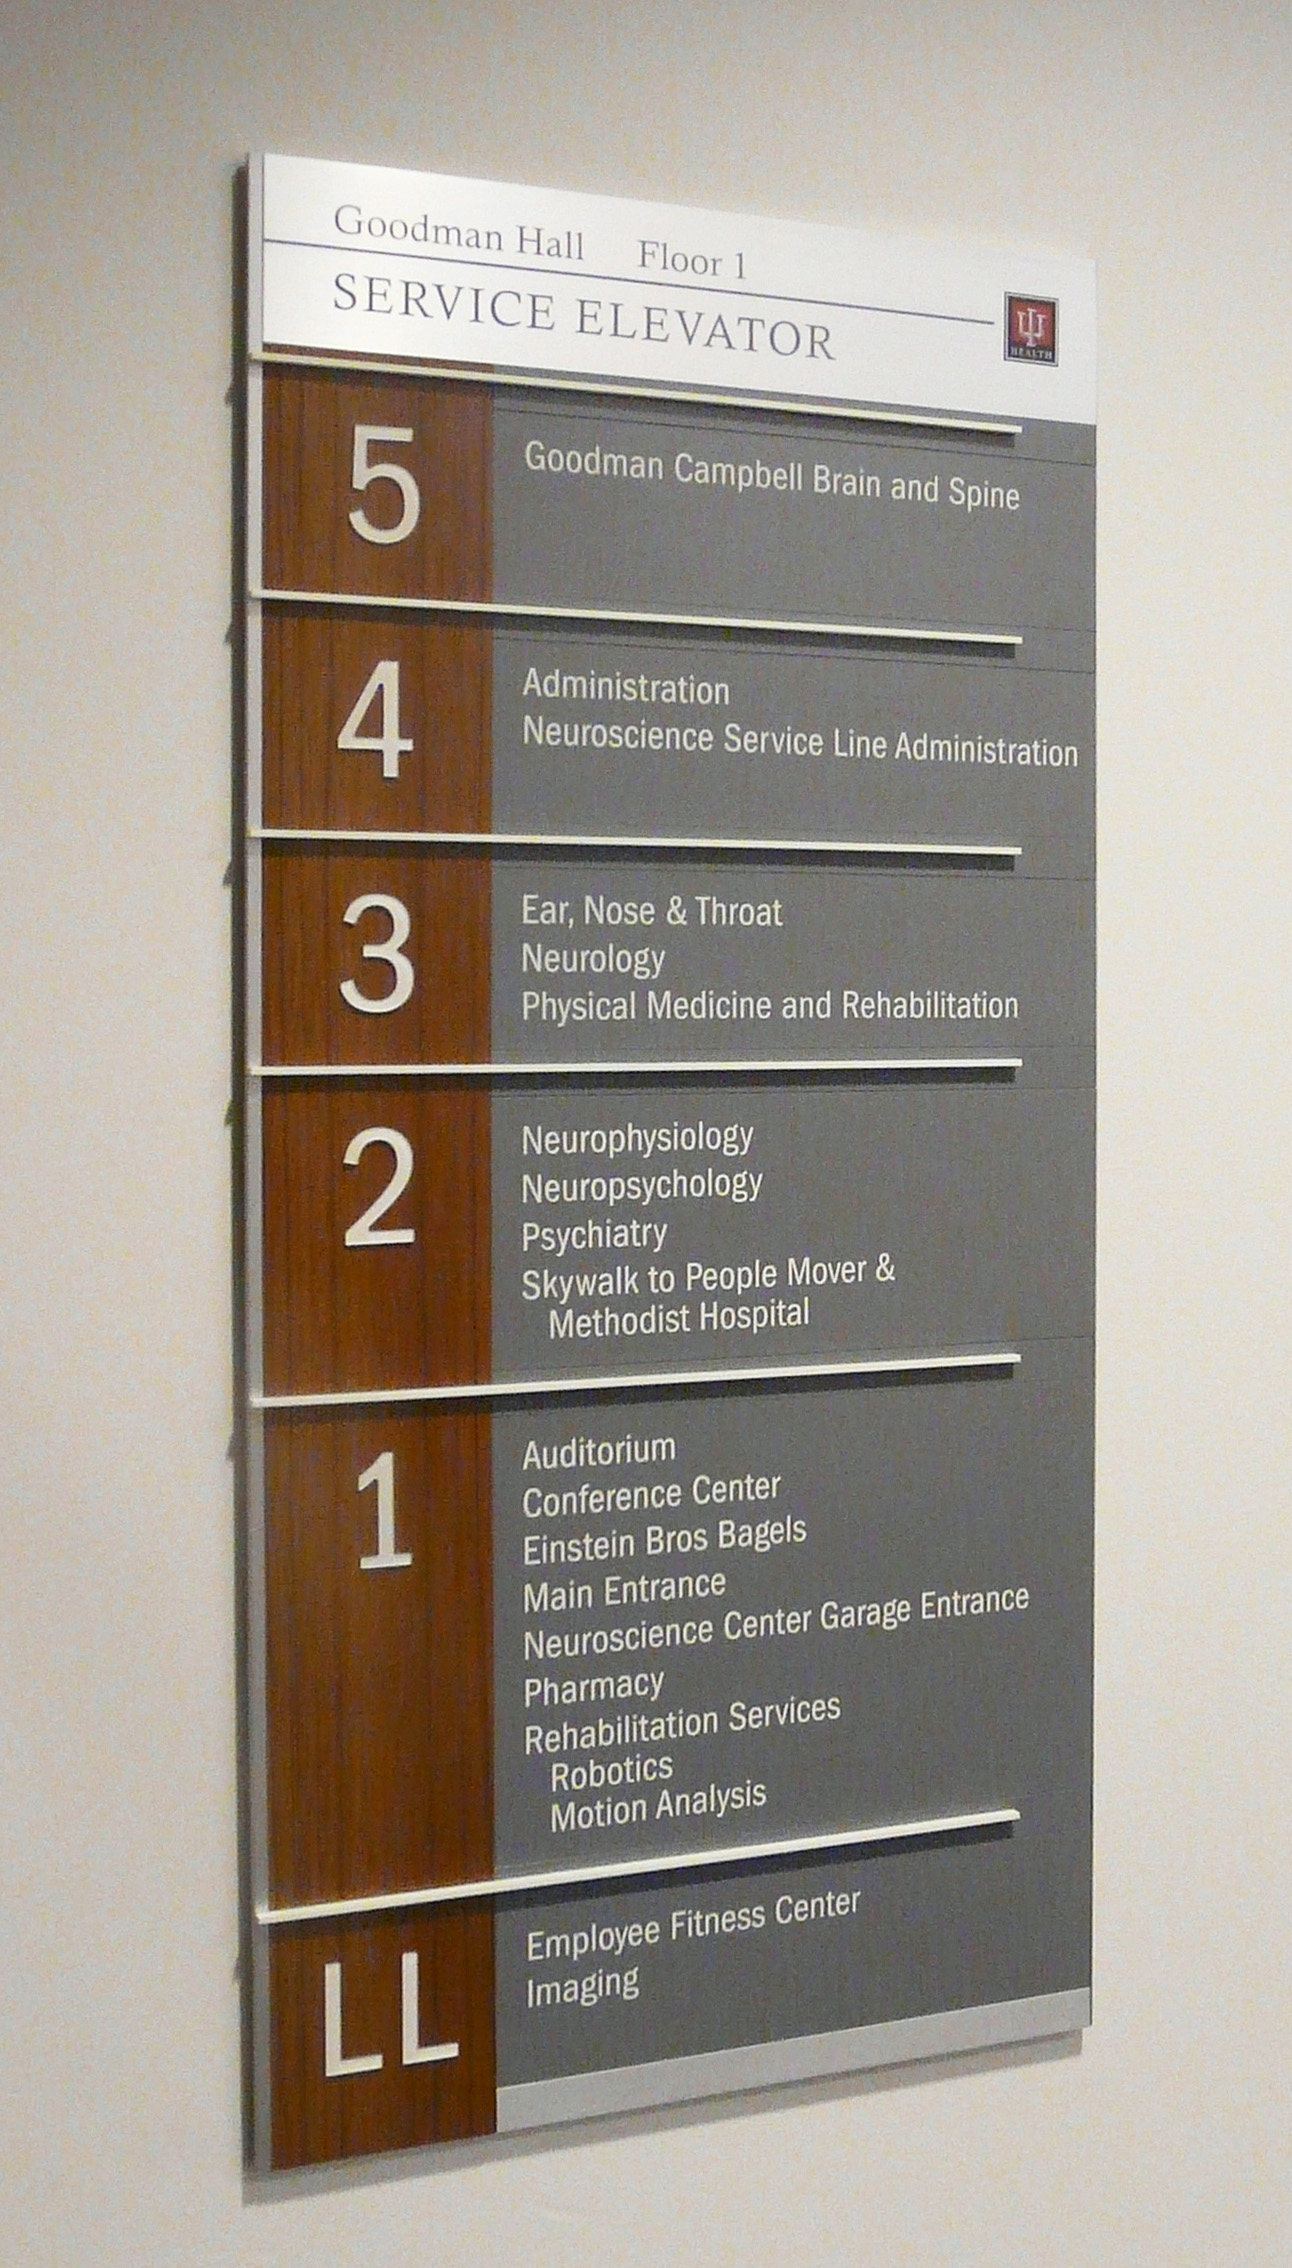 Goodman Hall Floor 1
SERVICE ELEVATOR
IU
HEALTH
5
Goodman Campbell Brain and Spine
4
Administration
Neuroscience Service Line Administration
3
Ear, Nose & Throat
Neurology
Physical Medicine and Rehabilitation
2
Neurophysiology
Neuropsychology
Psychiatry
Skywalk to People Mover &
Methodist Hospital
1
Auditorium
Conference Center
Einstein Bros Bagels
Main Entrance
Neuroscience Center Garage Entrance
Pharmacy
Rehabilitation Services
Robotics
Motion Analysis
LL
Employee Fitness Center
Imaging